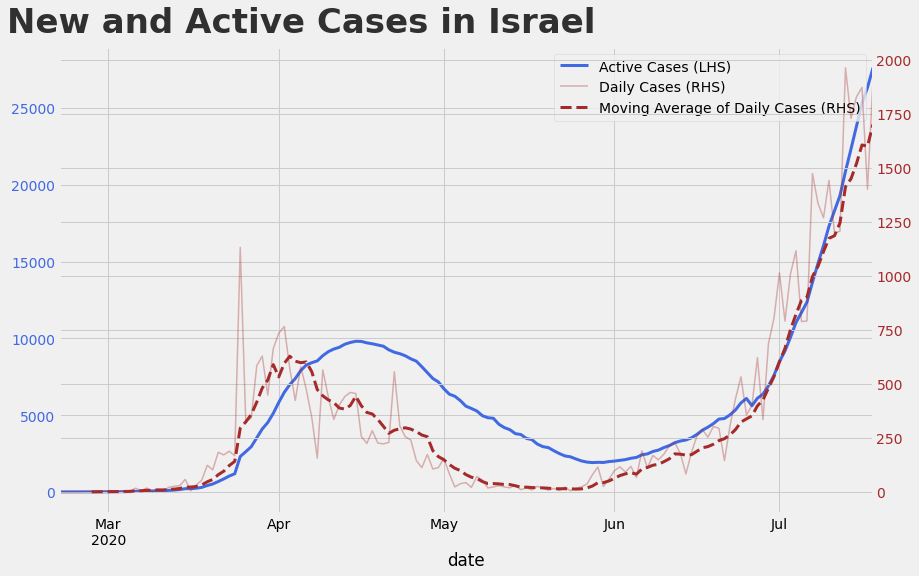 New and Active Cases in Israel
Active Cases (LHS)
Daily Cases (RHS)
Moving Average of Daily Cases (RHS)
25000
20000
15000
10000
5000
0
2000
1750
1500
1250
1000
750
500
250
0
Mar
2020
Apr
May
Jun
Jul
date